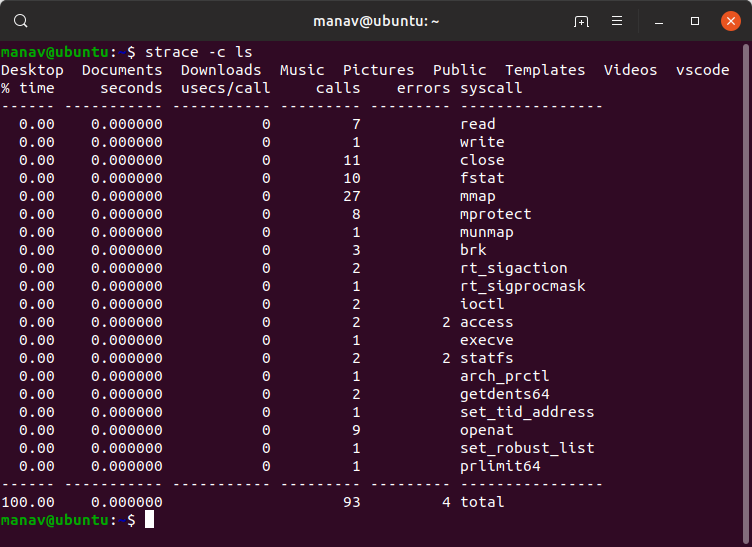 manav@ubuntu: ~
manav@ubuntu:~$ strace -c ls
Desktop  Documents  Downloads  Music  Pictures  Public  Templates  Videos  vscode
% time     seconds  usecs/call     calls    errors syscall
------ ----------- ----------- --------- --------- ----------------
  0.00    0.000000           0         7           read
  0.00    0.000000           0         1           write
  0.00    0.000000           0        11           close
  0.00    0.000000           0        10           fstat
  0.00    0.000000           0        27           mmap
  0.00    0.000000           0         8           mprotect
  0.00    0.000000           0         1           munmap
  0.00    0.000000           0         3           brk
  0.00    0.000000           0         2           rt_sigaction
  0.00    0.000000           0         1           rt_sigprocmask
  0.00    0.000000           0         2           ioctl
  0.00    0.000000           0         2         2 access
  0.00    0.000000           0         1           execve
  0.00    0.000000           0         2         2 statfs
  0.00    0.000000           0         1           arch_prctl
  0.00    0.000000           0         2           getdents64
  0.00    0.000000           0         1           set_tid_address
  0.00    0.000000           0         9           openat
  0.00    0.000000           0         1           set_robust_list
  0.00    0.000000           0         1           prlimit64
------ ----------- ----------- --------- --------- ----------------
100.00    0.000000                    93         4 total
manav@ubuntu:~$